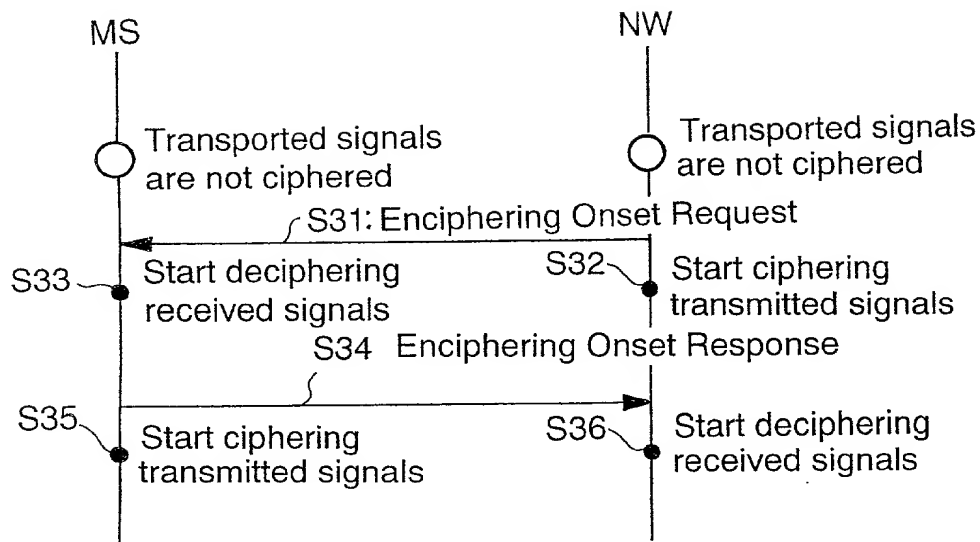 MS
NW
Transported signals
are not ciphered
Transported signals
are not ciphered
S31: Enciphering Onset Request
S33
Start deciphering
received signals
S32
Start ciphering
transmitted signals
S34 Enciphering Onset Response
S35
Start ciphering
transmitted signals
S36
Start deciphering
received signals